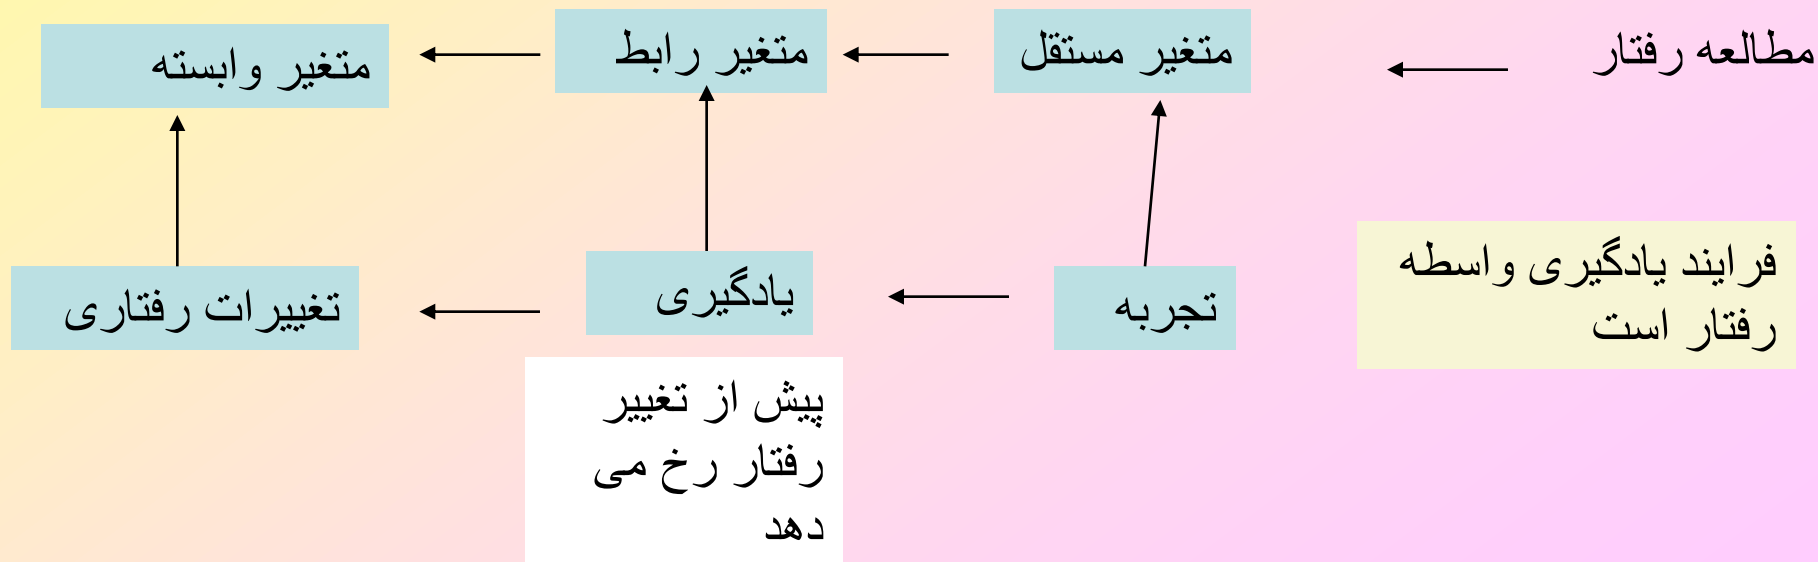 مطالعه رفتار
متغیر مستقل
متغیر رابط
متغیر وابسته
فرایند یادگیری واسطه
رفتار است
تجربه
یادگیری
تغییرات رفتاری
پیش از تغییر
رفتار رخ می
دهد